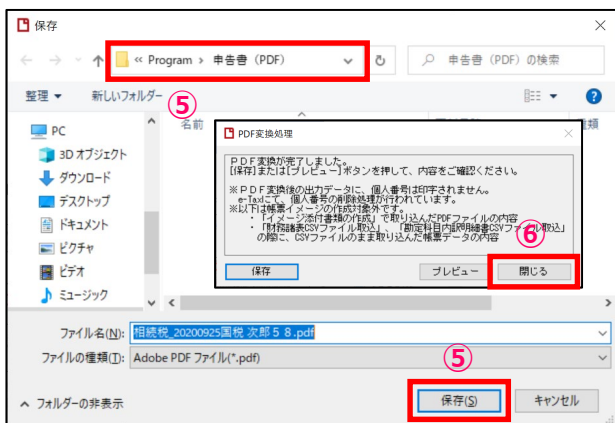 保存
« Program › 申告書（PDF）
申告書（PDF）の検索
整理
新しいフォルダー
⑤
PC
3D オブジェクト
ダウンロード
デスクトップ
ドキュメント
ピクチャ
ビデオ
ミュージック
名前
PDF変換処理
ＰＤＦ変換が完了しました。
[保存]または[プレビュー]ボタンを押して、内容をご確認ください。
※ＰＤＦ変換後の出力データに、個人番号は印字されません。
e-Taxにて、個人番号の削除処理が行われています。
※以下は帳票イメージの作成対象外です。
・「イメージ添付書類の作成」で取り込んだPDFファイルの内容
・「財務諸表CSVファイル取込」、「勘定科目内訳明細書CSVファイル取込」
の際に、CSVファイルのまま取り込んだ帳票データの内容
⑥
保存
プレビュー
閉じる
ファイル名(N):
相続税_20200925国税 次郎５８.pdf
ファイルの種類(T):
Adobe PDF ファイル(*.pdf)
⑤
フォルダーの非表示
保存(S)
キャンセル